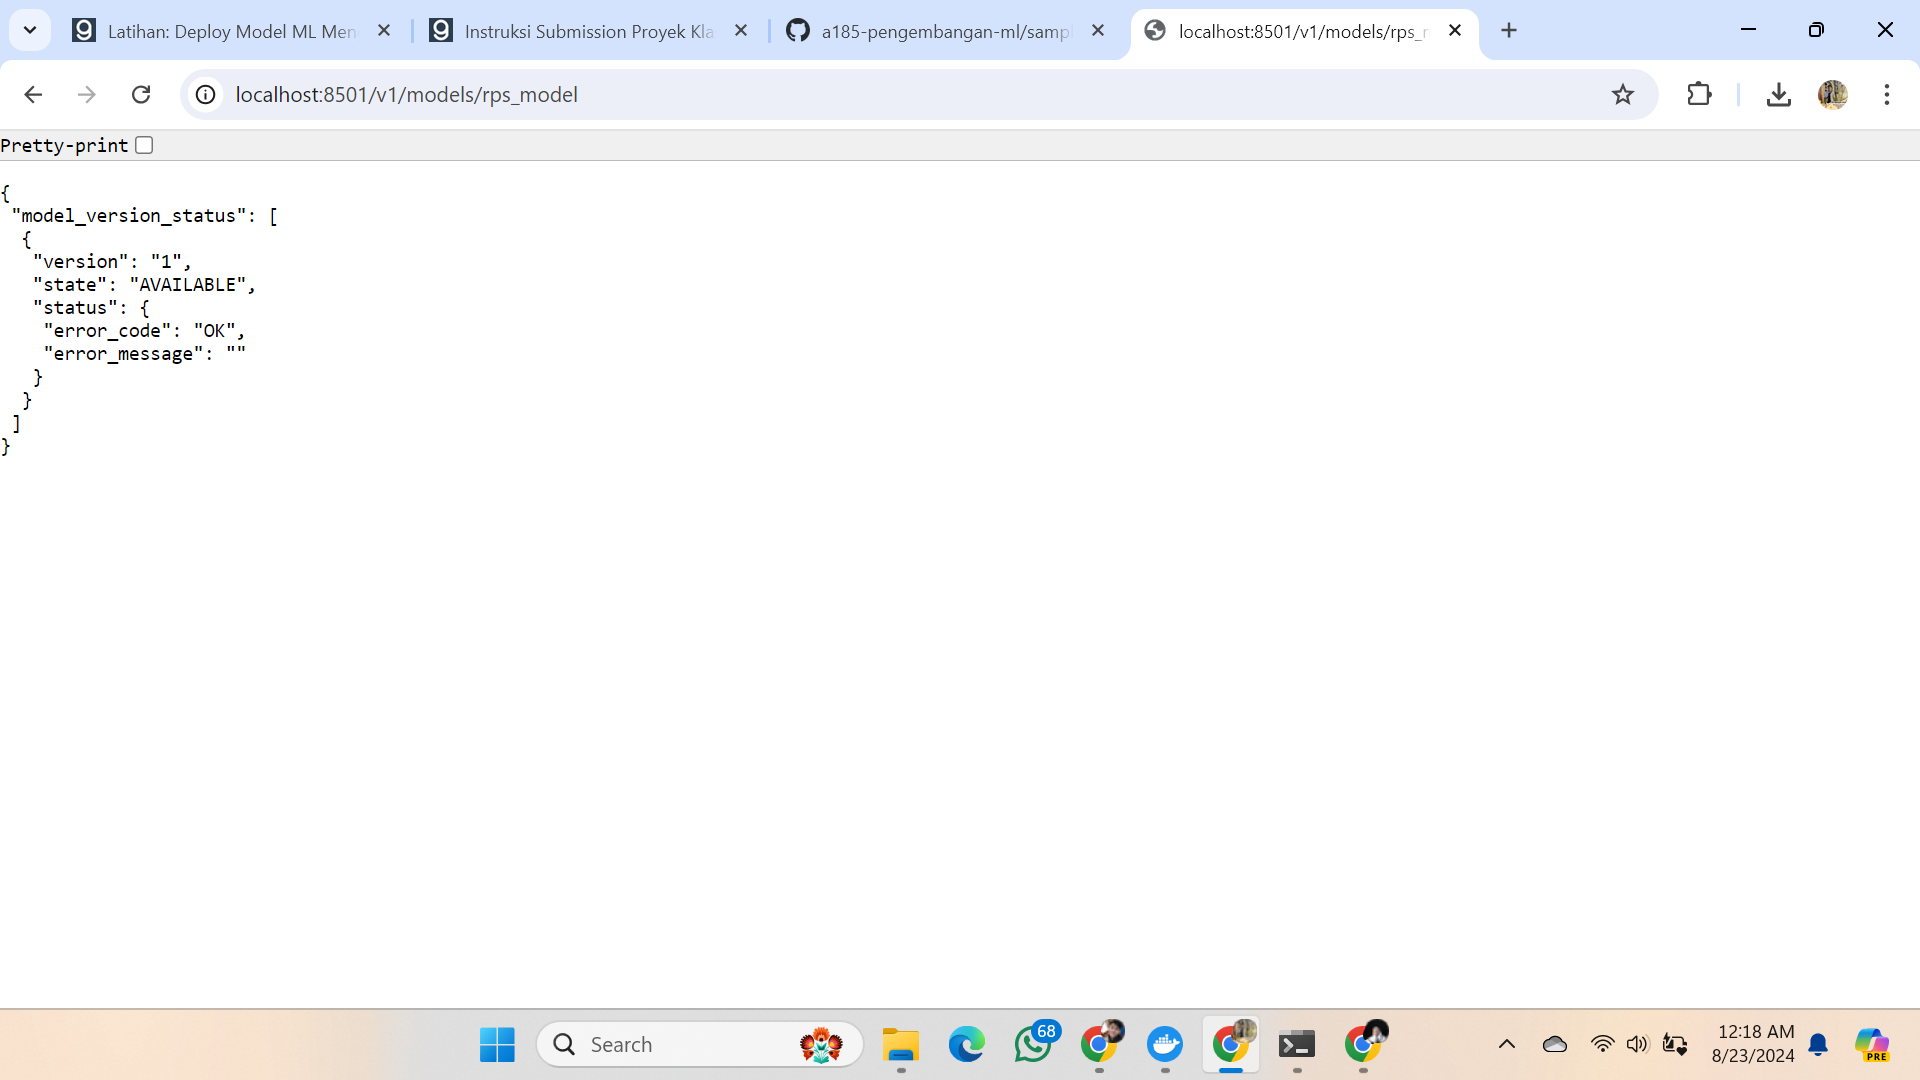 Latihan: Deploy Model ML Men
Instruksi Submission Proyek Kla
a185-pengembangan-ml/samp
localhost:8501/v1/models/rps_
localhost:8501/v1/models/rps_model
Pretty-print
{
"model_version_status": [
{
"version": "1",
"state": "AVAILABLE",
"status": {
"error_code": "OK",
"error_message": ""
}
}
]
}
Search
68
12:18 AM
8/23/2024
PRE